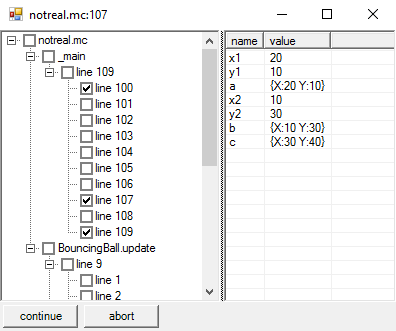 notreal.mc:107
notreal.mc
_main
line 109
line 100
line 101
line 102
line 103
line 104
line 105
line 106
line 107
line 108
line 109
BouncingBall.update
line 9
line 1
line 2
name value
x1 20
y1 10
a {X:20 Y:10}
x2 10
y2 30
b {X:10 Y:30}
c {X:30 Y:40}
continue abort